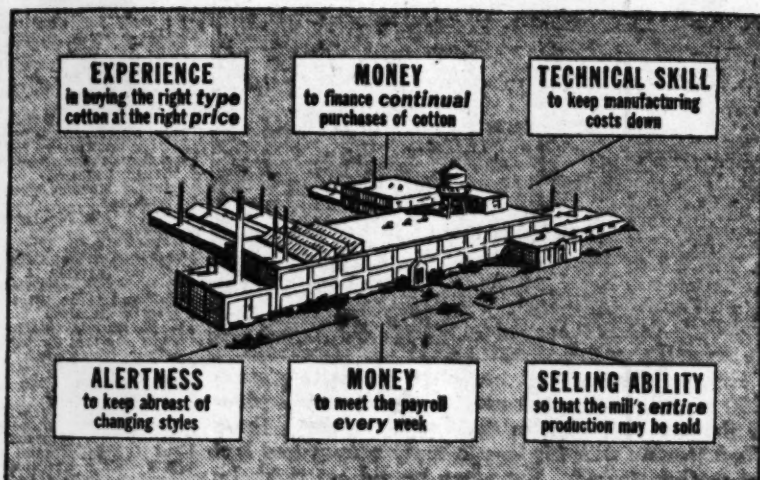 EXPERIENCE
in buying the right type
cotton at the right price
MONEY
to finance continual
purchases of cotton
TECHNICAL SKILL
to keep manufacturing
costs down
ALERTNESS
to keep abreast of
changing styles
MONEY
to meet the payroll
every week
SELLING ABILITY
so that the mill's entire
production may be sold